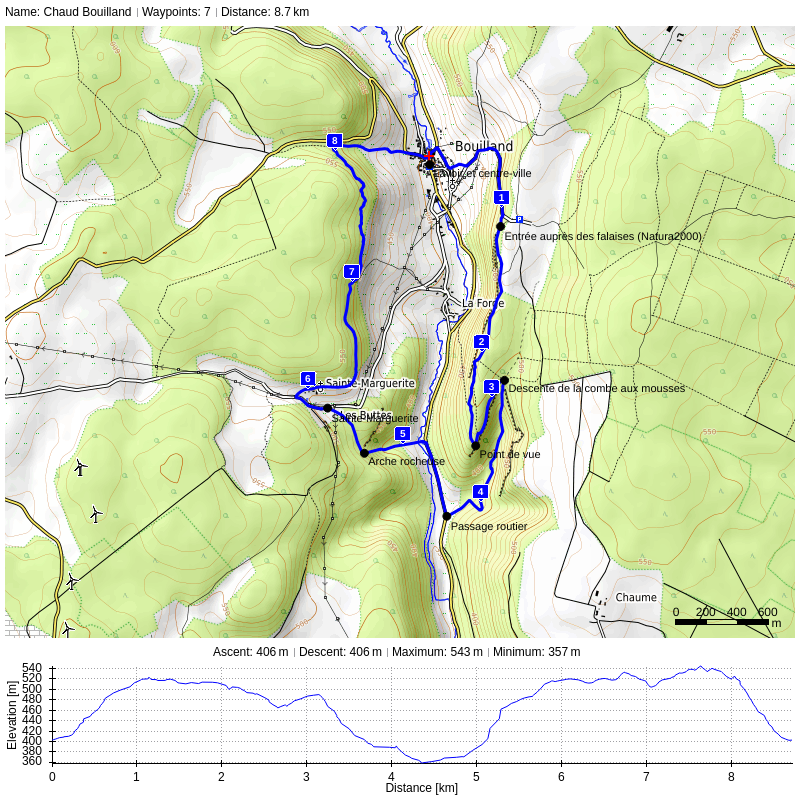 Name: Chaud Bouilland | Waypoints: 7 | Distance: 8.7 km
8
Bouilland
et centre-ville
1
P
Entrée auprès des falaises (Natura2000)
7
La Forge
2
6
Sainte-Marguerite
3
Descente de la combe aux mousses
Les Buttes
Sainte-Marguerite
5
Arche rocheuse
Point de vue
4
Passage routier
550
550
550
500
Chaume
0 200 400 600 m
Ascent: 406 m | Descent: 406 m | Maximum: 543 m | Minimum: 357 m
Elevation [m]
540
520
500
480
460
440
420
400
380
360
0 1 2 3 4 5 6 7 8
Distance [km]